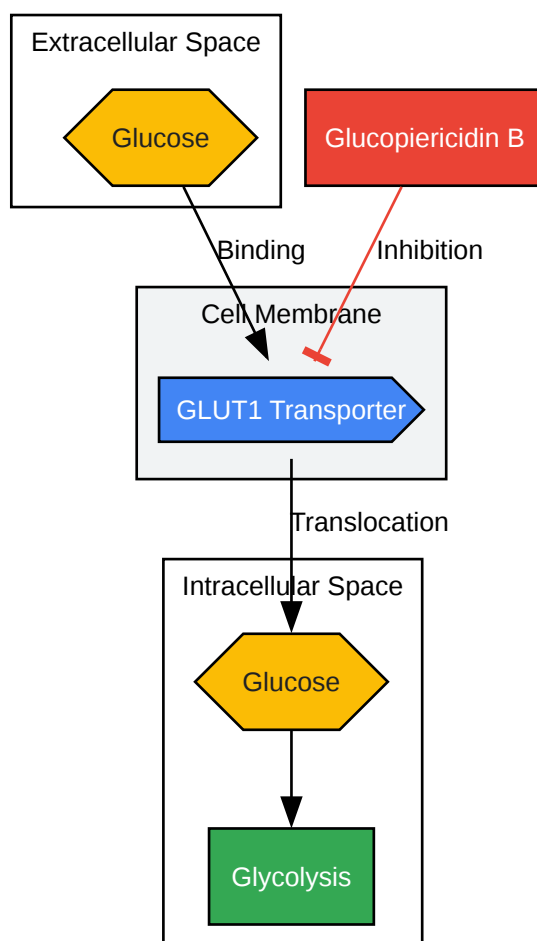 Extracellular Space
Glucose
Glucopiericidin B
Binding
Inhibition
Cell Membrane
GLUT1 Transporter
Translocation
Intracellular Space
Glucose
Glycolysis